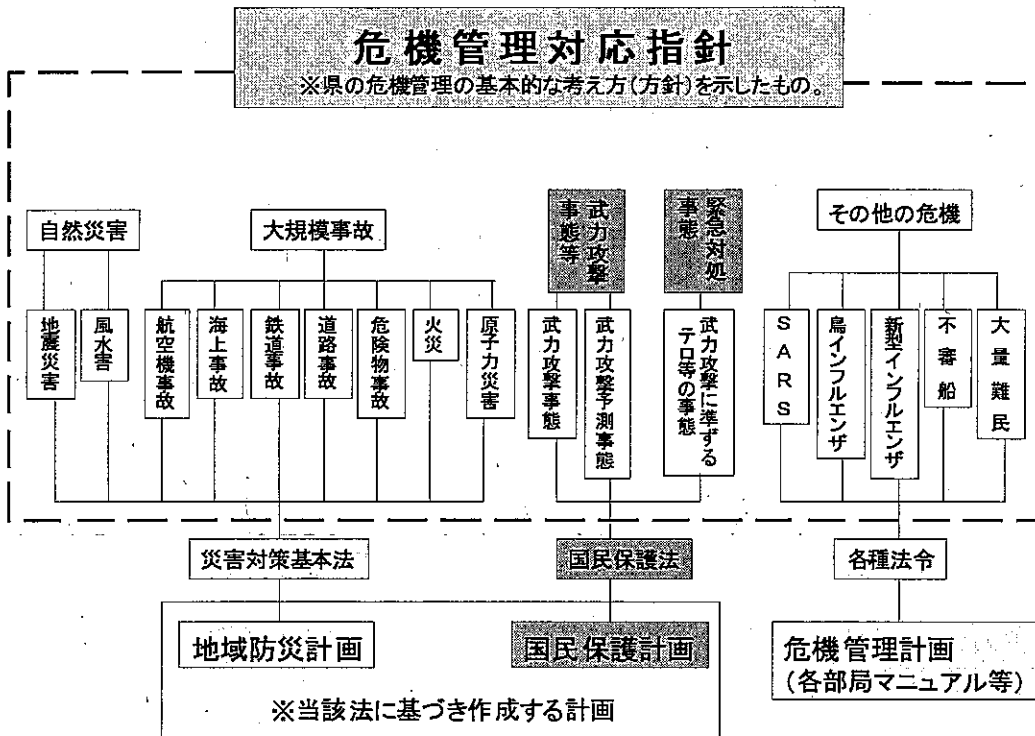 危機管理対応指針
※県の危機管理の基本的な考え方(方針)を示したもの。
自然災害
大規模事故
武力攻撃
事態等
緊急対処
事態
その他の危機
地震災害
風水害
航空機事故
海上事故
鉄道事故
道路事故
危険物事故
火災
原子力災害
武力攻撃事態
武力攻撃予測事態
武力攻撃に準ずる
テロ等の事態
SARS
鳥インフルエンザ
新型インフルエンザ
不審船
大量難民
災害対策基本法
国民保護法
各種法令
地域防災計画
国民保護計画
危機管理計画
(各部局マニュアル等)
※当該法に基づき作成する計画